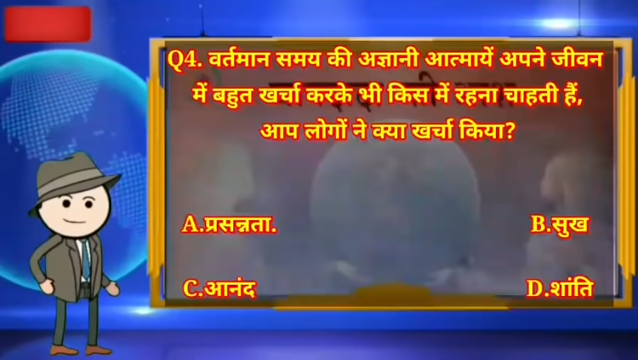 Q4. वर्तमान समय की अज्ञानी आत्मायें अपने जीवन
में बहुत खर्चा करके भी किस में रहना चाहती हैं,
आप लोगों ने क्या खर्चा किया?
A.प्रसन्नता. B.सुख
C.आनंद D.शांति